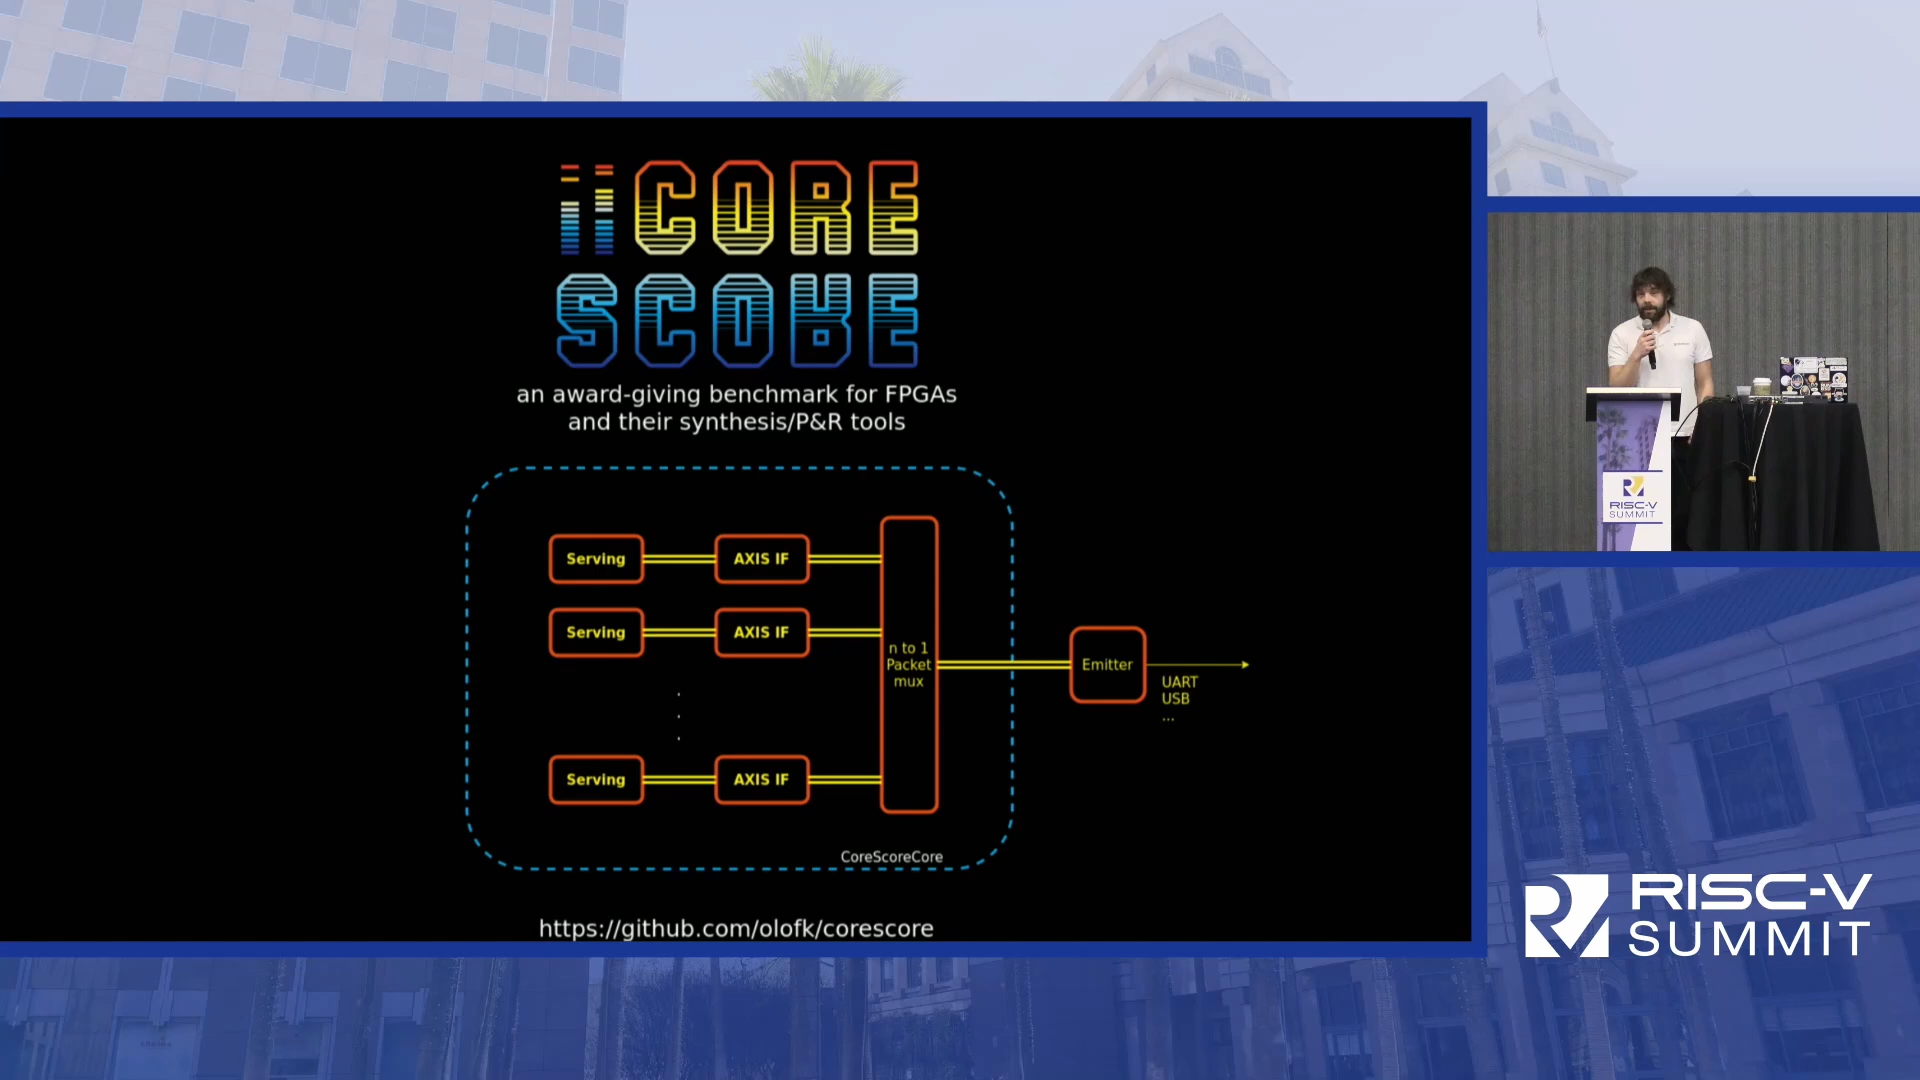 CORE
SCORE
an award-giving benchmark for FPGAs
and their synthesis/P&R tools
Serving
AXIS IF
Serving
AXIS IF
n to 1
Packet
mux
Emitter
UART
USB
...
Serving
AXIS IF
CoreScoreCore
https://github.com/olofk/corescore
RISC-V
SUMMIT
RISC-V
SUMMIT